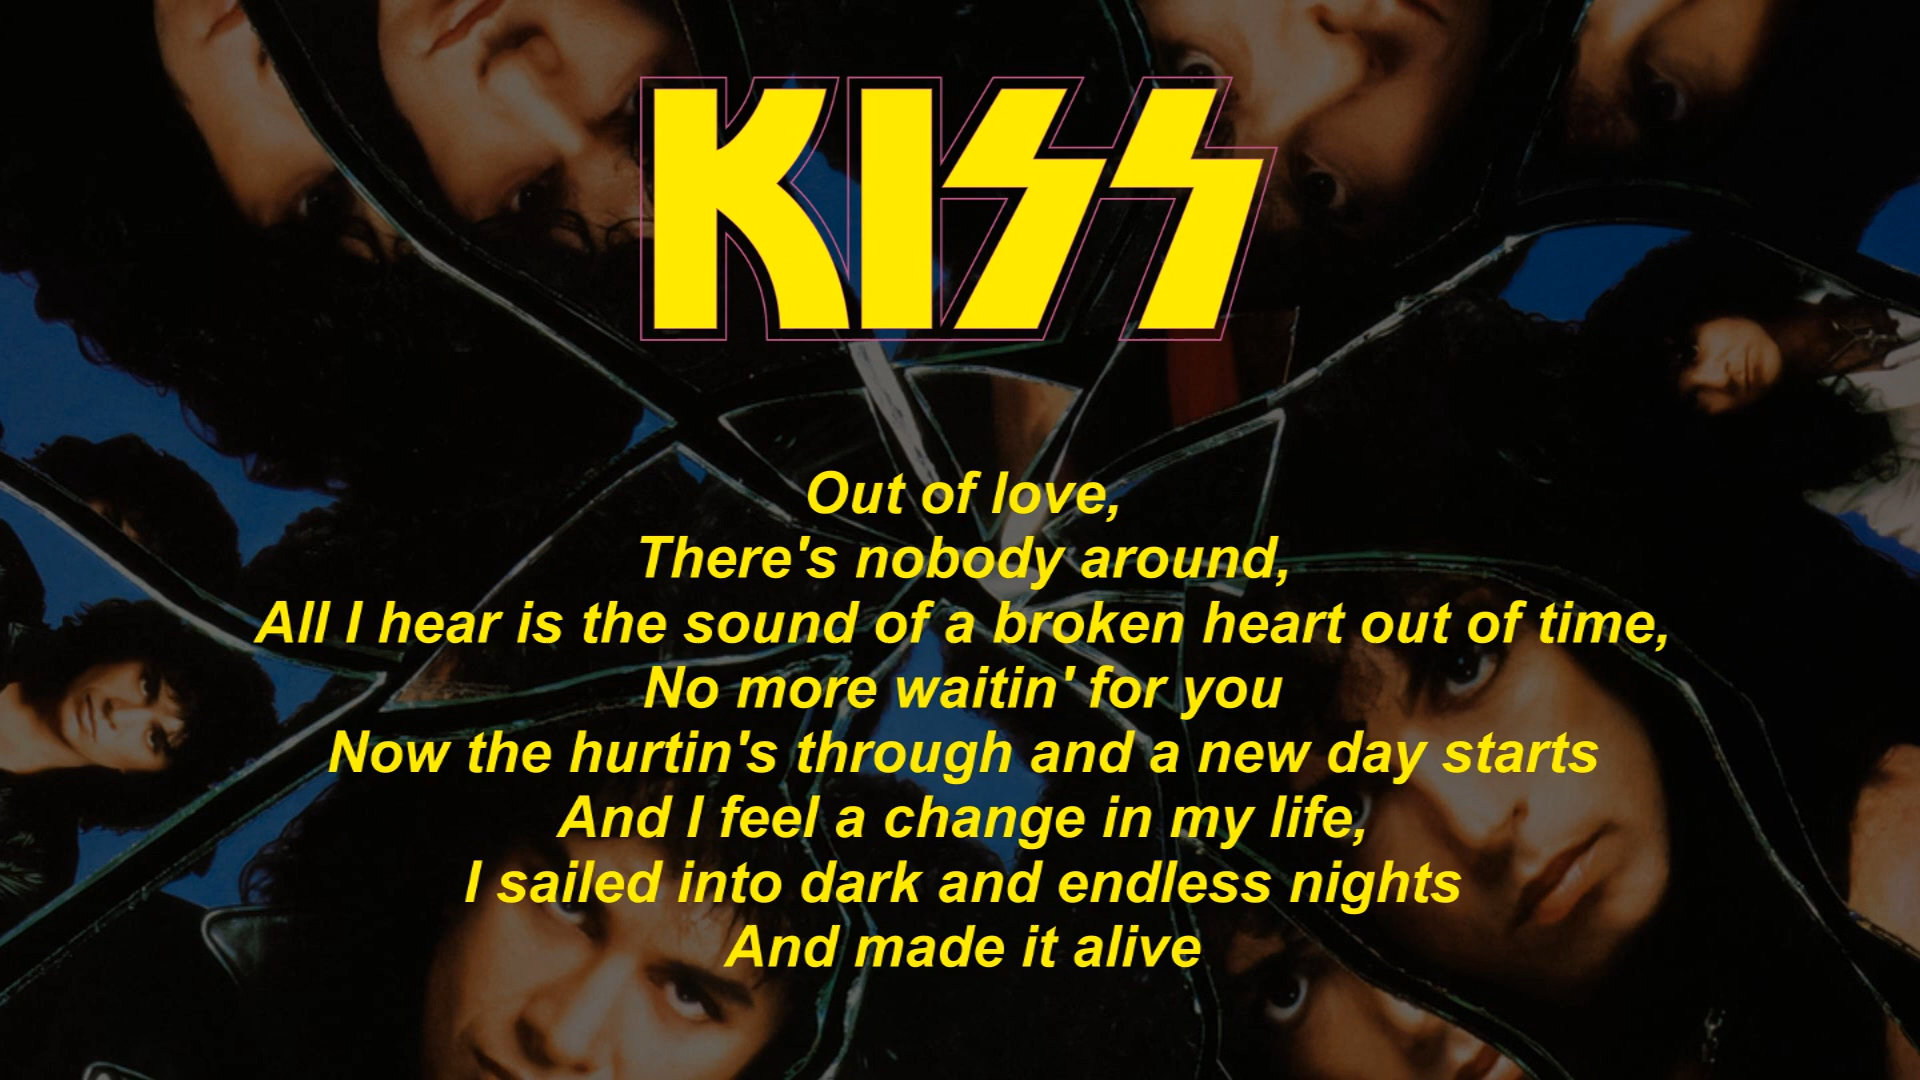 KISS
Out of love,
There's nobody around,
All I hear is the sound of a broken heart out of time,
No more waitin' for you
Now the hurtin's through and a new day starts
And I feel a change in my life,
I sailed into dark and endless nights
And made it alive